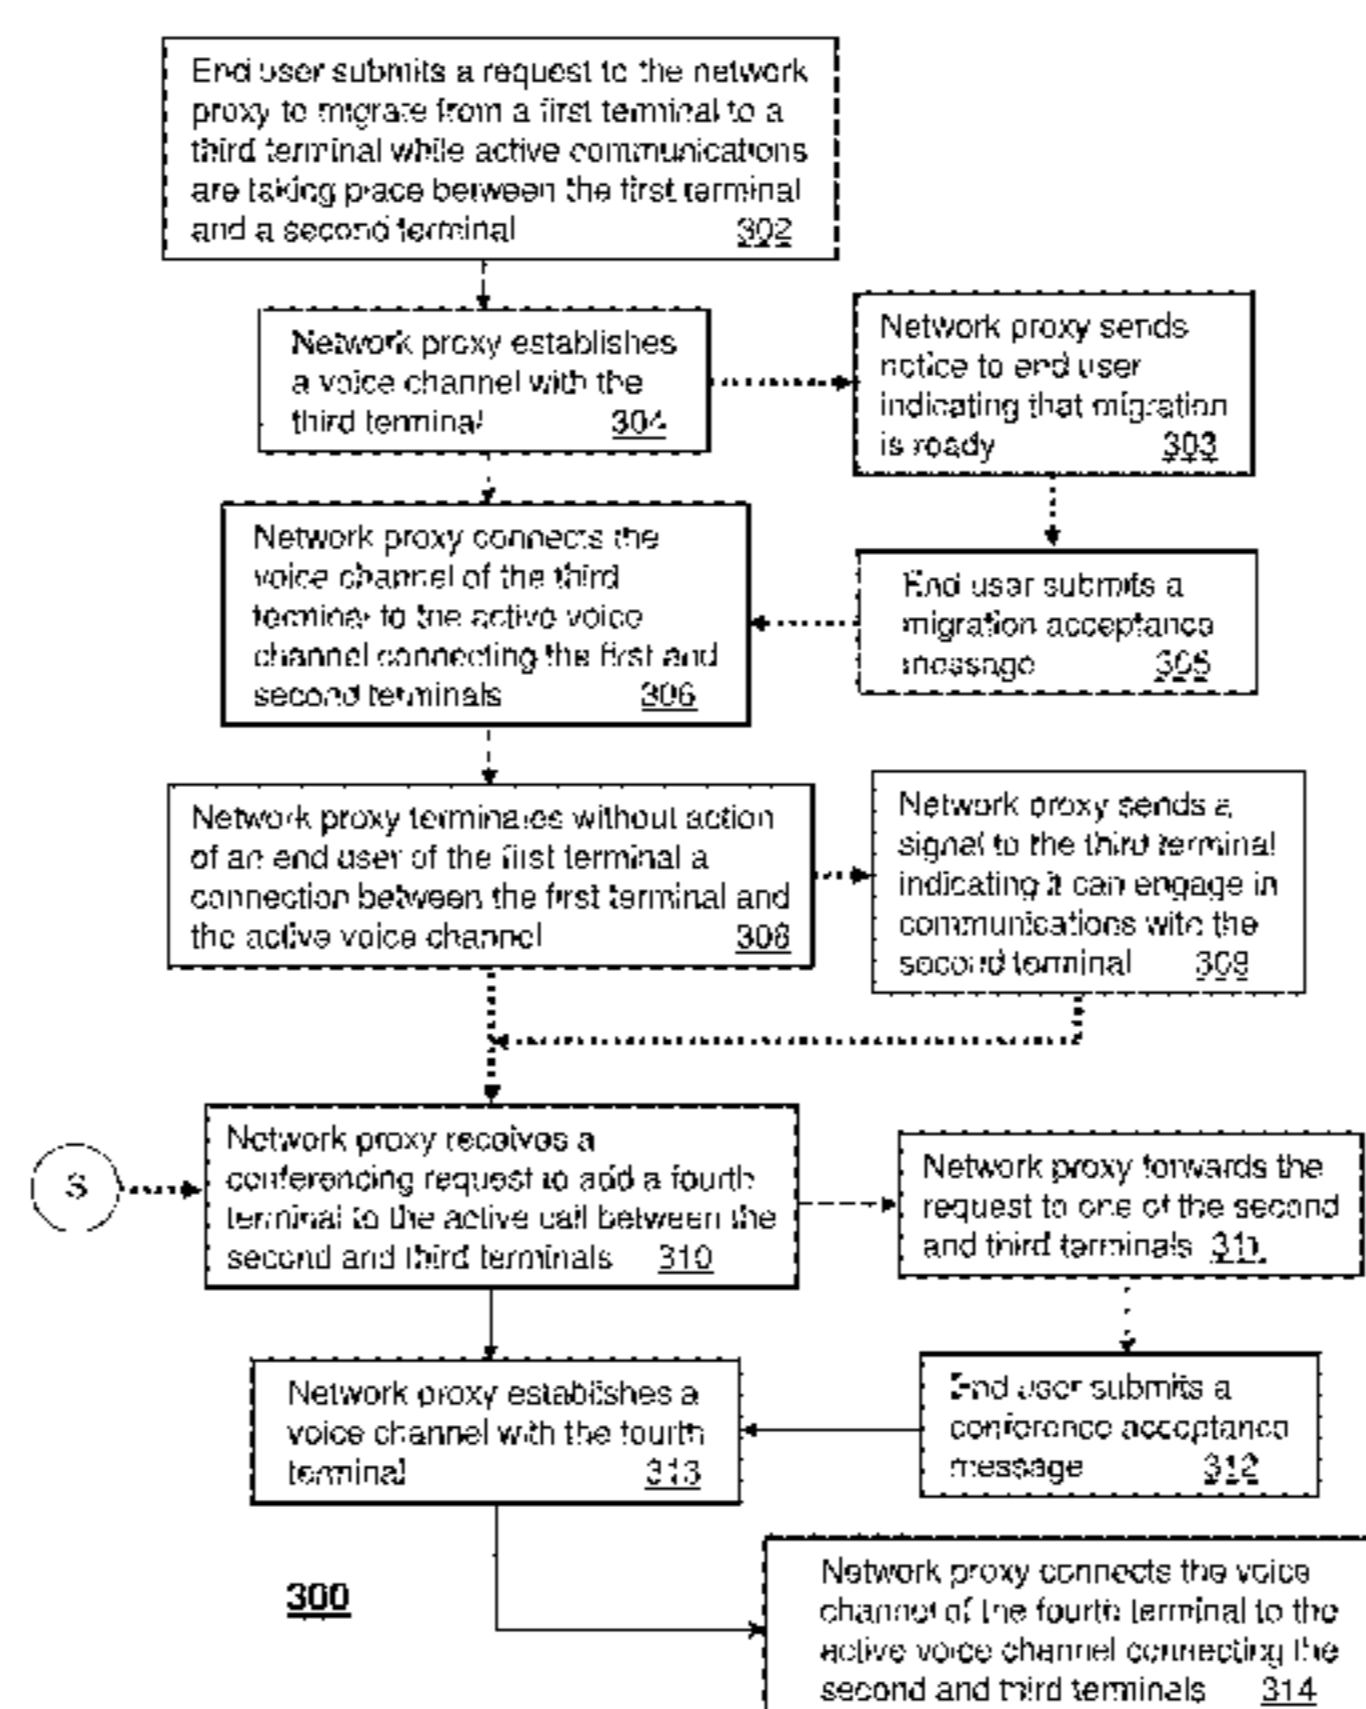 End user submits a request to the network
proxy to migrate from a first terminal to a
third terminal while active communications
are taking place between the first terminal
and a second terminal 302
Network proxy establishes
a voice channel with the
third terminal 304
Network proxy sends
notice to end user
indicating that migration
is ready 303
Network proxy connects the
voice channel of the third
terminal to the active voice
channel connecting the first and
second terminals 306
End user submits a
migration acceptance
message 305
Network proxy terminates without action
of an end user of the first terminal a
connection between the first terminal and
the active voice channel 308
Network proxy sends a
signal to the third terminal
indicating it can engage in
communications with the
second terminal 309
S
Network proxy receives a
conferencing request to add a fourth
terminal to the active call between the
second and third terminals 310
Network proxy forwards the
request to one of the second
and third terminals 311
Network proxy establishes a
voice channel with the fourth
terminal 313
End user submits a
conference acceptance
message 312
300
Network proxy connects the voice
channel of the fourth terminal to the
active voice channel connecting the
second and third terminals 314